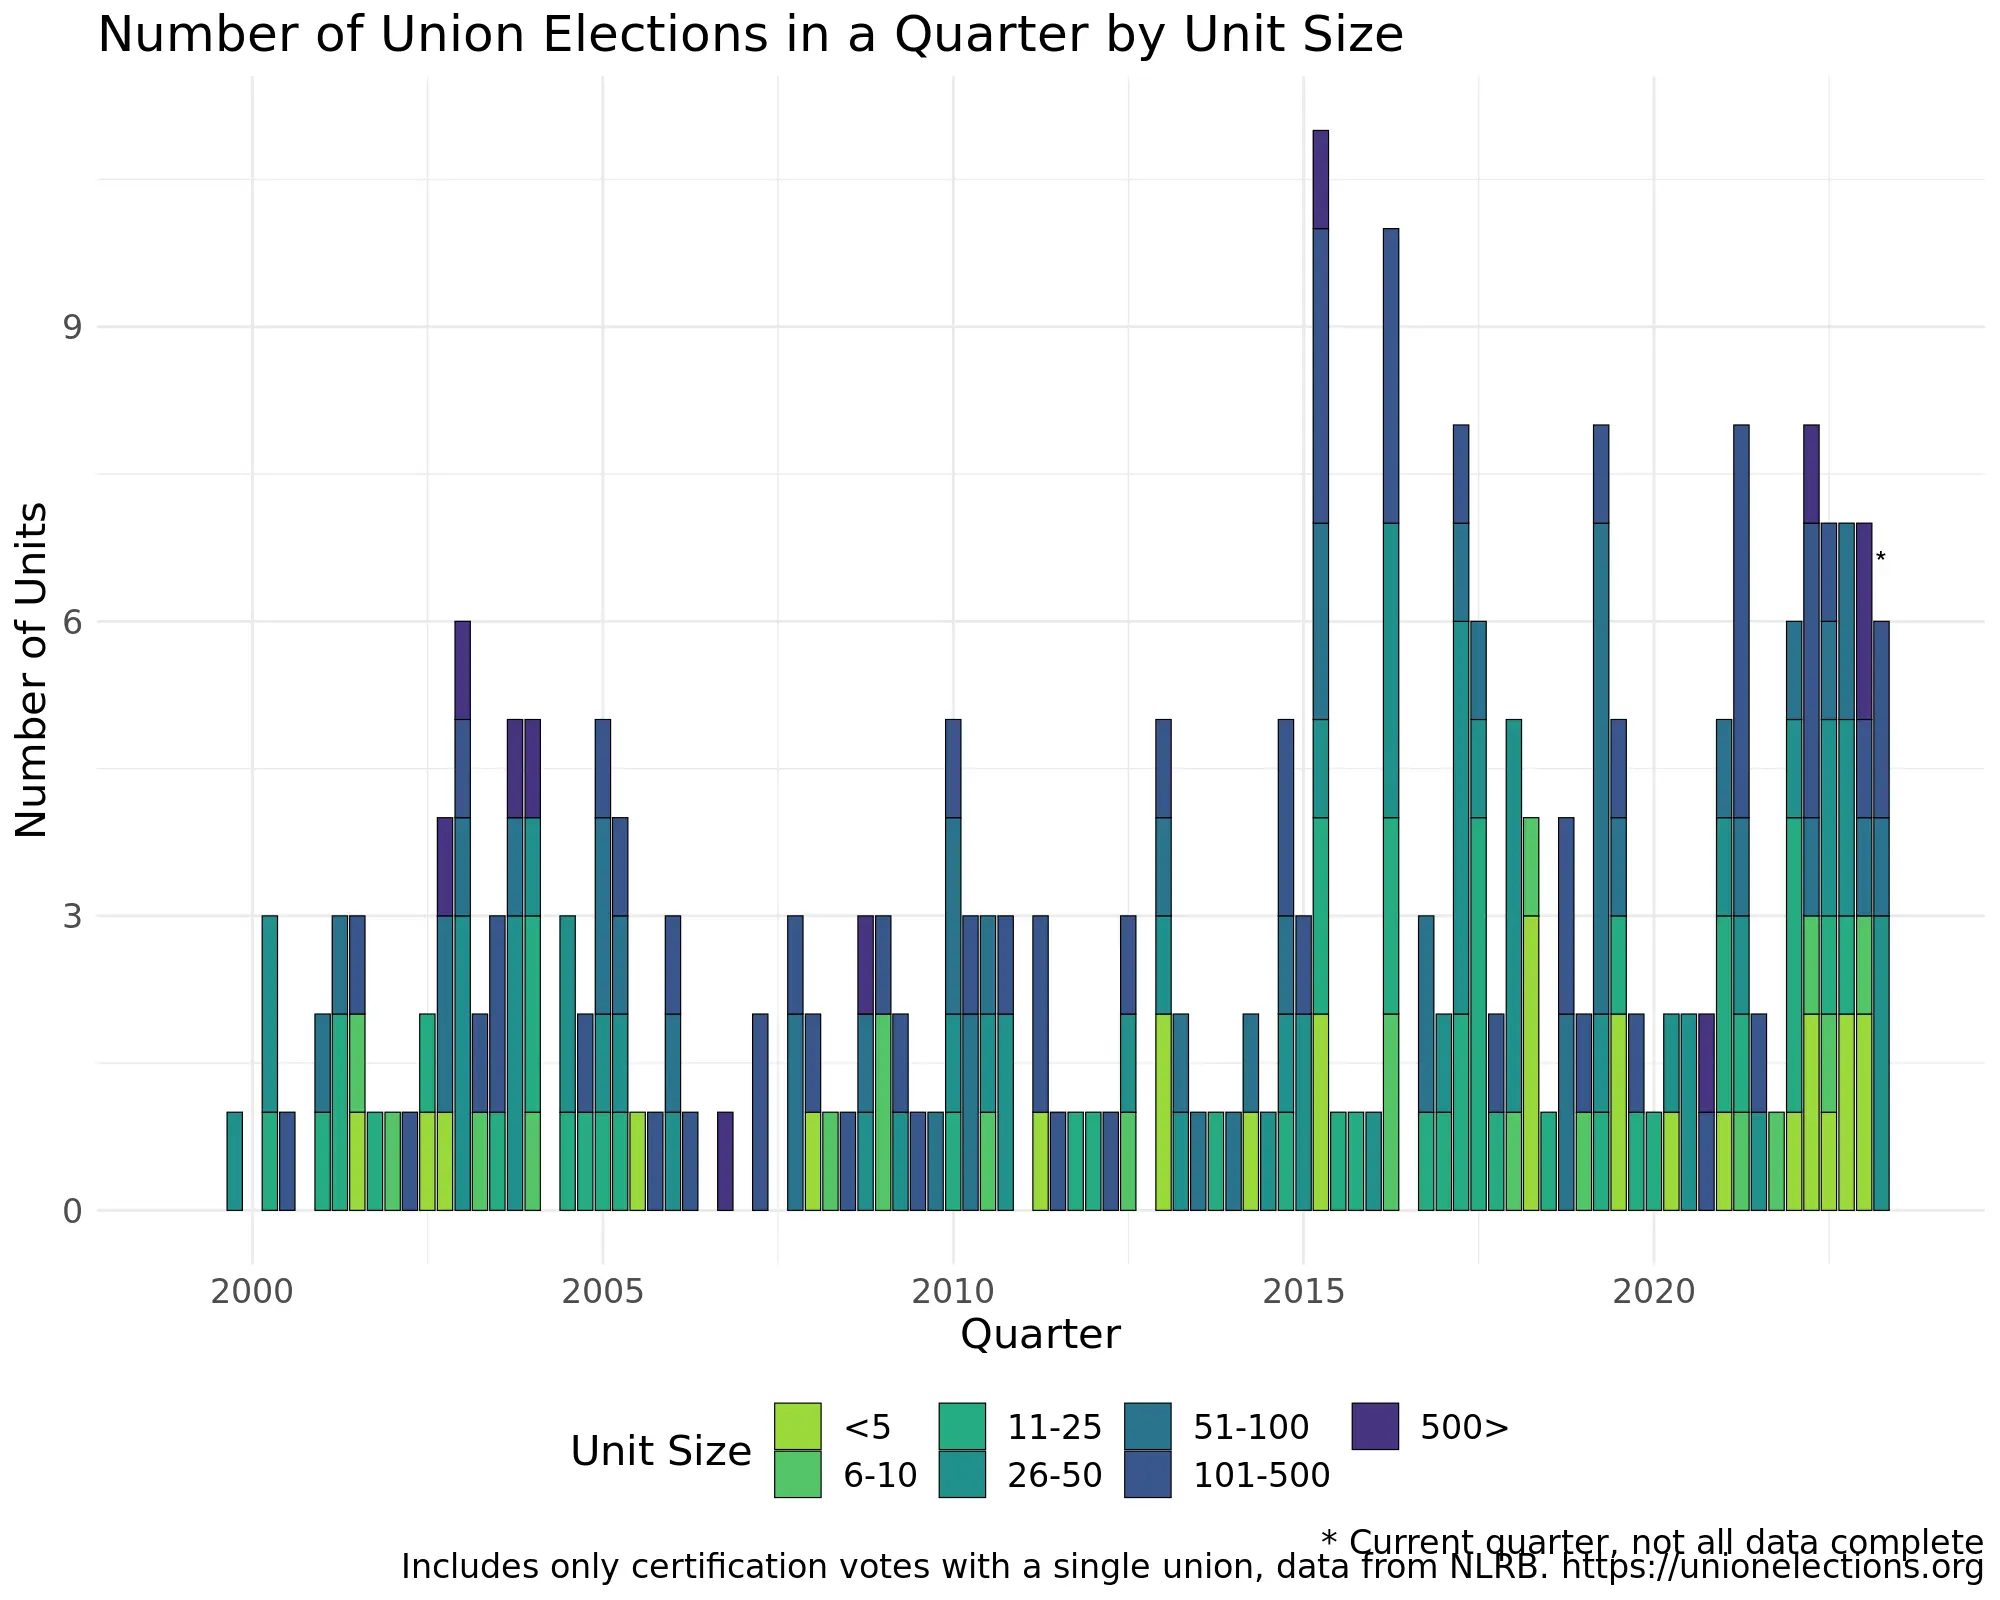 Number of Union Elections in a Quarter by Unit Size
Number of Units
9
6
3
0
*
2000 2005 2010 2015 2020
Quarter
Unit Size
<5 11-25 51-100 500>
6-10 26-50 101-500
* Current quarter, not all data complete
Includes only certification votes with a single union, data from NLRB. https://unionelections.org